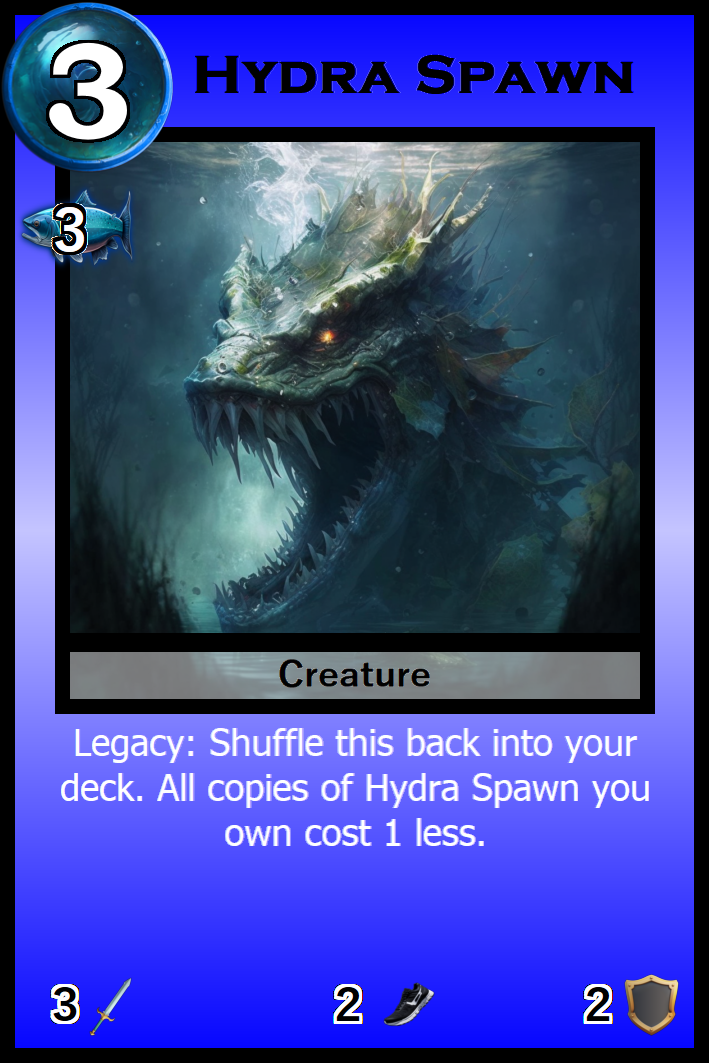 3
Hydra Spawn
3
Creature
Legacy: Shuffle this back into your
deck. All copies of Hydra Spawn you
own cost 1 less.
3 2 2